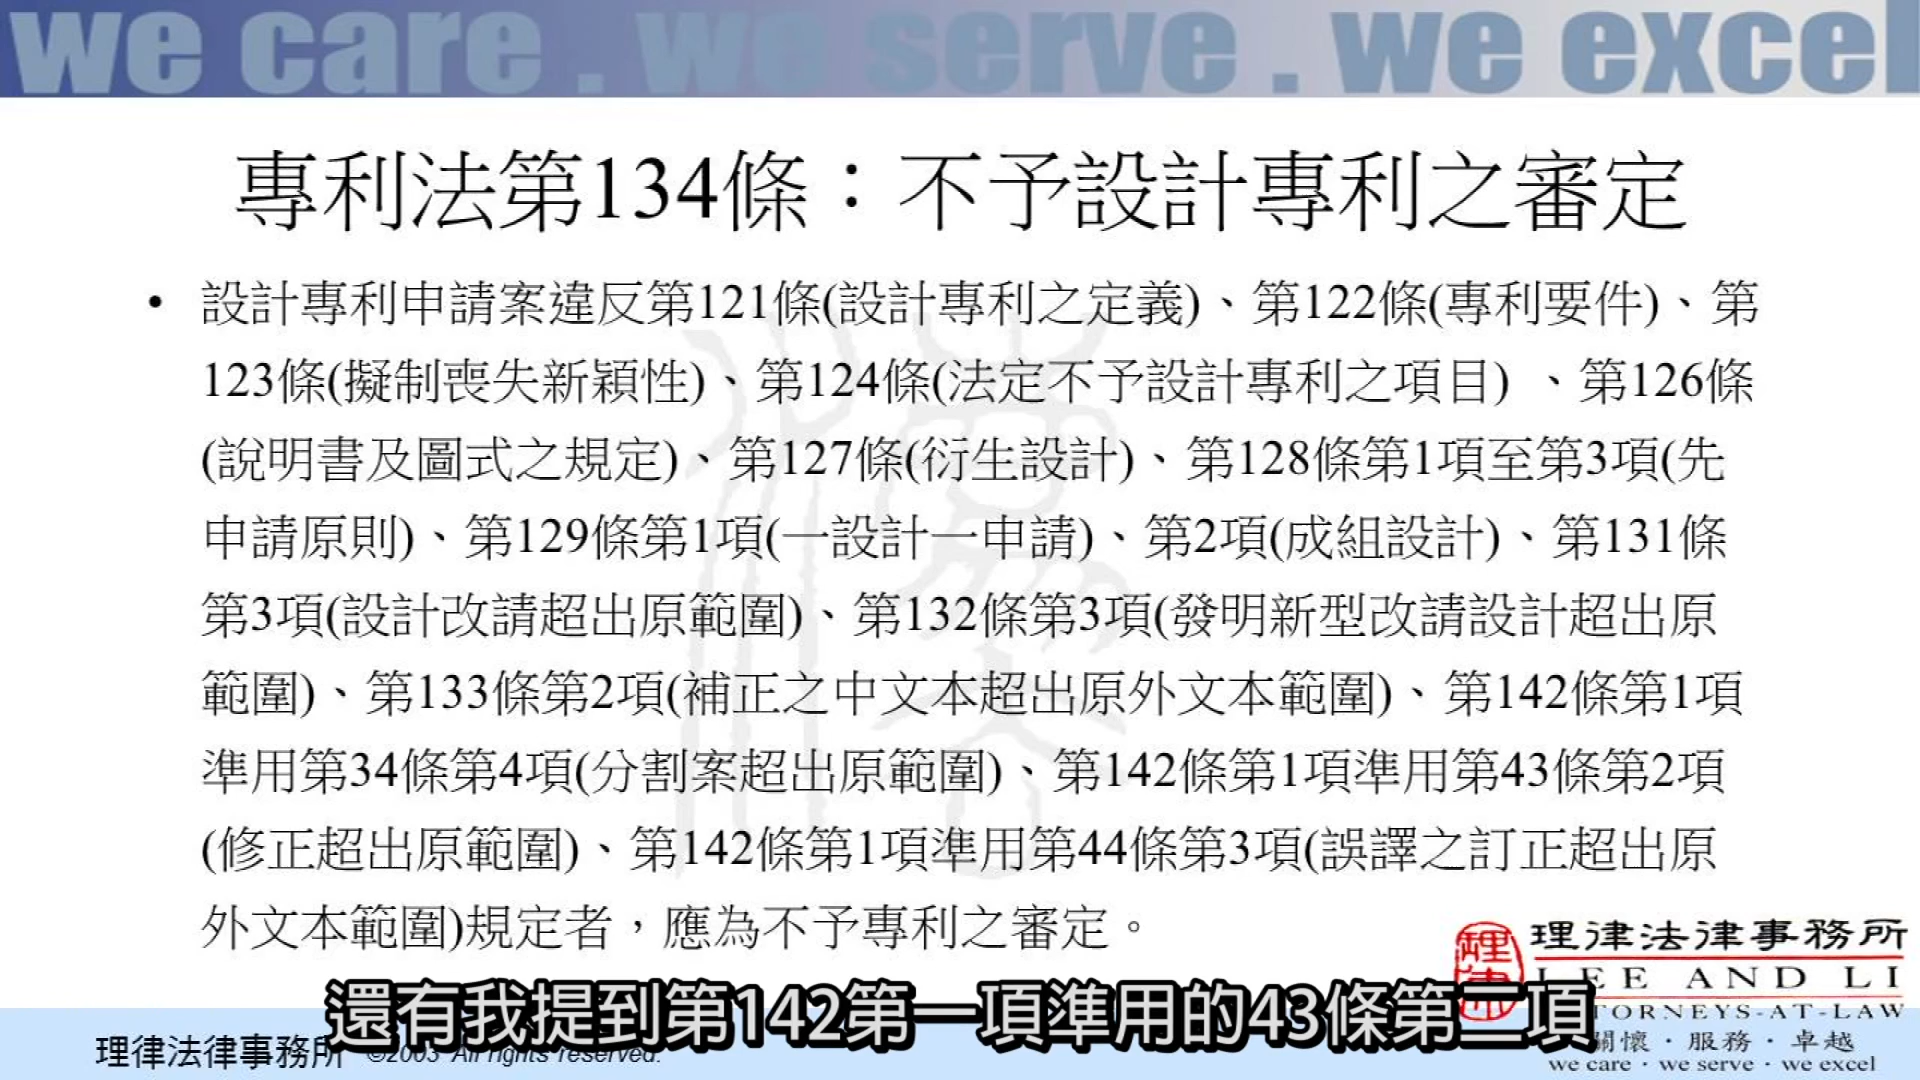 we care . we serve . we excel
專利法第134條：不予設計專利之審定
• 設計專利申請案違反第121條(設計專利之定義)、第122條(專利要件)、第
123條(擬制喪失新穎性)、第124條(法定不予設計專利之項目) 、第126條
(說明書及圖式之規定)、第127條(衍生設計)、第128條第1項至第3項(先
申請原則)、第129條第1項(一設計一申請)、第2項(成組設計)、第131條
第3項(設計改請超出原範圍)、第132條第3項(發明新型改請設計超出原
範圍)、第133條第2項(補正之中文本超出原外文本範圍)、第142條第1項
準用第34條第4項(分割案超出原範圍)、第142條第1項準用第43條第2項
(修正超出原範圍)、第142條第1項準用第44條第3項(誤譯之訂正超出原
外文本範圍)規定者，應為不予專利之審定。
理律
理律法律事務所
LEE AND LI
ATTORNEYS-AT-LAW
關懷．服務．卓越
we care · we serve · we excel
還有我提到第142第一項準用的43條第二項
理律法律事務所 ©2003 All rights reserved.